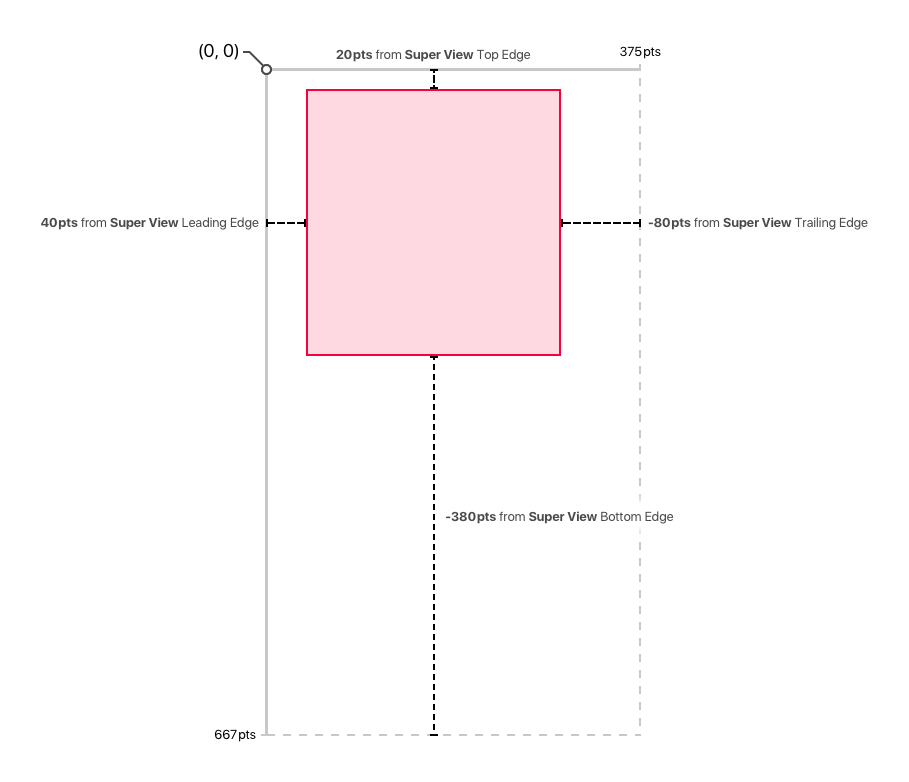 (0, 0)
20pts from Super View Top Edge
375pts
40pts from Super View Leading Edge
-80pts from Super View Trailing Edge
-380pts from Super View Bottom Edge
667pts